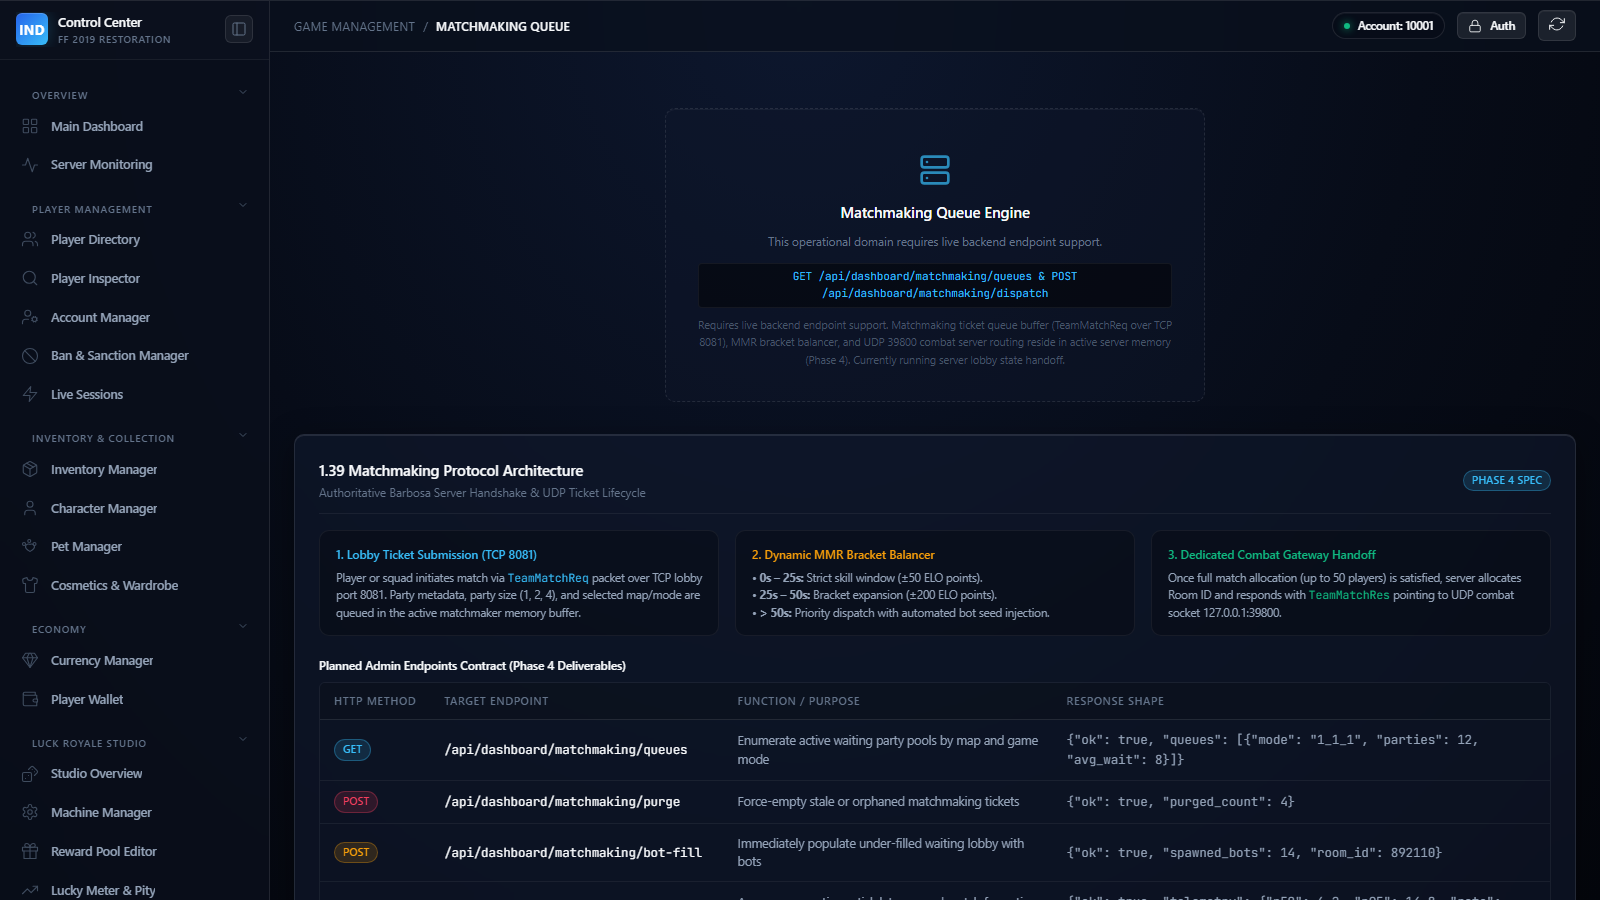 IND
Control Center
FF 2019 RESTORATION
GAME MANAGEMENT / MATCHMAKING QUEUE
Account: 10001
Auth
OVERVIEW
Main Dashboard
Server Monitoring
PLAYER MANAGEMENT
Player Directory
Player Inspector
Account Manager
Ban & Sanction Manager
Live Sessions
INVENTORY & COLLECTION
Inventory Manager
Character Manager
Pet Manager
Cosmetics & Wardrobe
ECONOMY
Currency Manager
Player Wallet
LUCK ROYALE STUDIO
Studio Overview
Machine Manager
Reward Pool Editor
Lucky Meter & Pity
Matchmaking Queue Engine
This operational domain requires live backend endpoint support.
GET /api/dashboard/matchmaking/queues & POST
/api/dashboard/matchmaking/dispatch
Requires live backend endpoint support. Matchmaking ticket queue buffer (TeamMatchReq over TCP
8081), MMR bracket balancer, and UDP 39800 combat server routing reside in active server memory
(Phase 4). Currently running server lobby state handoff.
1.39 Matchmaking Protocol Architecture
Authoritative Barbosa Server Handshake & UDP Ticket Lifecycle
PHASE 4 SPEC
1. Lobby Ticket Submission (TCP 8081)
Player or squad initiates match via TeamMatchReq packet over TCP lobby
port 8081. Party metadata, party size (1, 2, 4), and selected map/mode are
queued in the active matchmaker memory buffer.
2. Dynamic MMR Bracket Balancer
• 0s – 25s: Strict skill window (±50 ELO points).
• 25s – 50s: Bracket expansion (±200 ELO points).
• > 50s: Priority dispatch with automated bot seed injection.
3. Dedicated Combat Gateway Handoff
Once full match allocation (up to 50 players) is satisfied, server allocates
Room ID and responds with TeamMatchRes pointing to UDP combat
socket 127.0.0.1:39800.
Planned Admin Endpoints Contract (Phase 4 Deliverables)
HTTP METHOD TARGET ENDPOINT FUNCTION / PURPOSE RESPONSE SHAPE
GET /api/dashboard/matchmaking/queues
Enumerate active waiting party pools by map and game
mode
{"ok": true, "queues": [{"mode": "1_1_1", "parties": 12,
"avg_wait": 8}]}
POST /api/dashboard/matchmaking/purge Force-empty stale or orphaned matchmaking tickets {"ok": true, "purged_count": 4}
POST /api/dashboard/matchmaking/bot-fill
Immediately populate under-filled waiting lobby with
bots
{"ok": true, "spawned_bots": 14, "room_id": 892110}